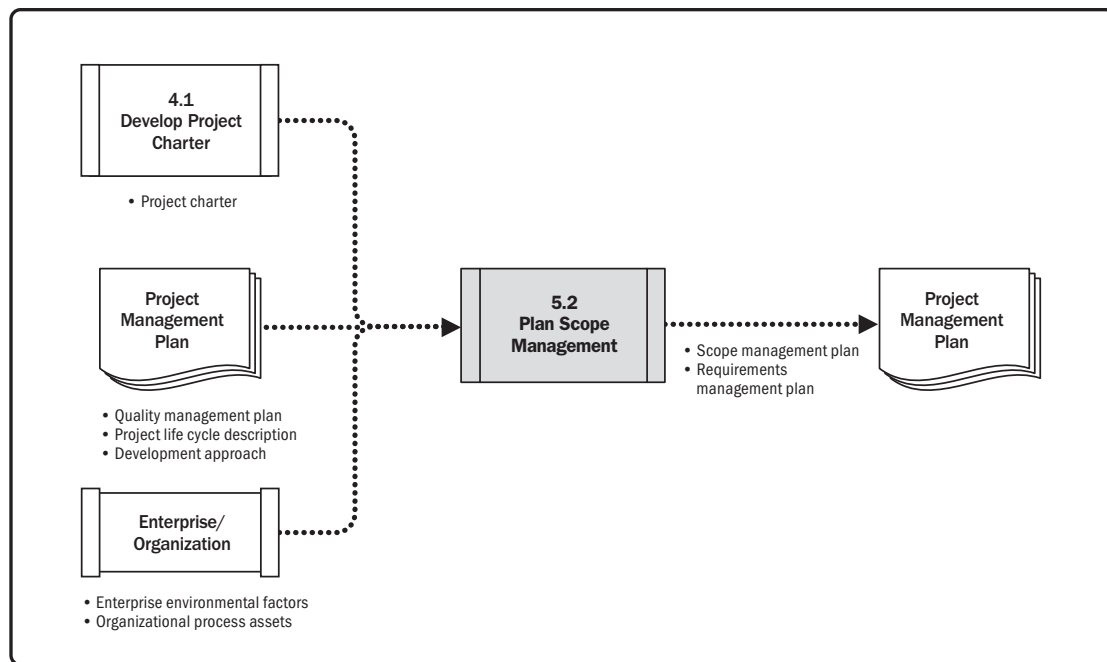 4.1
Develop Project
Charter
• Project charter
Project
Management
Plan
• Quality management plan
• Project life cycle description
• Development approach
Enterprise/
Organization
• Enterprise environmental factors
• Organizational process assets
5.2
Plan Scope
Management
• Scope management plan
• Requirements
management plan
Project
Management
Plan